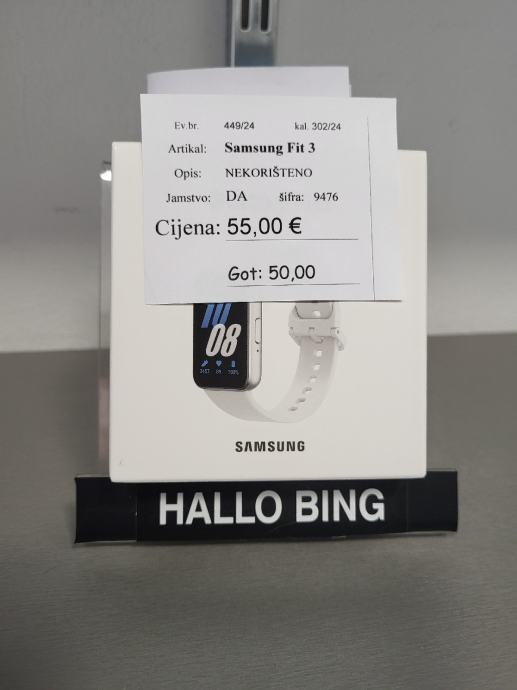 Ev.br. 449/24 kal. 302/24
Artikal: Samsung Fit 3
Opis: NEKORIŠTENO
Jamstvo: DA šifra: 9476
Cijena: 55,00 €
Got: 50,00
08
SAMSUNG
HALLO BING